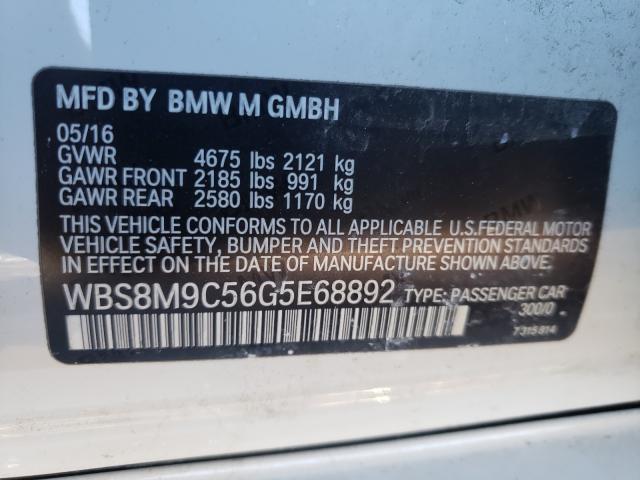 MFD BY BMW M GMBH
05/16
GVWR 4675 lbs 2121 kg
GAWR FRONT 2185 lbs 991 kg
GAWR REAR 2580 lbs 1170 kg
THIS VEHICLE CONFORMS TO ALL APPLICABLE U.S.FEDERAL MOTOR
VEHICLE SAFETY, BUMPER AND THEFT PREVENTION STANDARDS
IN EFFECT ON THE DATE OF MANUFACTURE SHOWN ABOVE.
WBS8M9C56G5E68892 TYPE: PASSENGER CAR
300/0
7315814
BMW